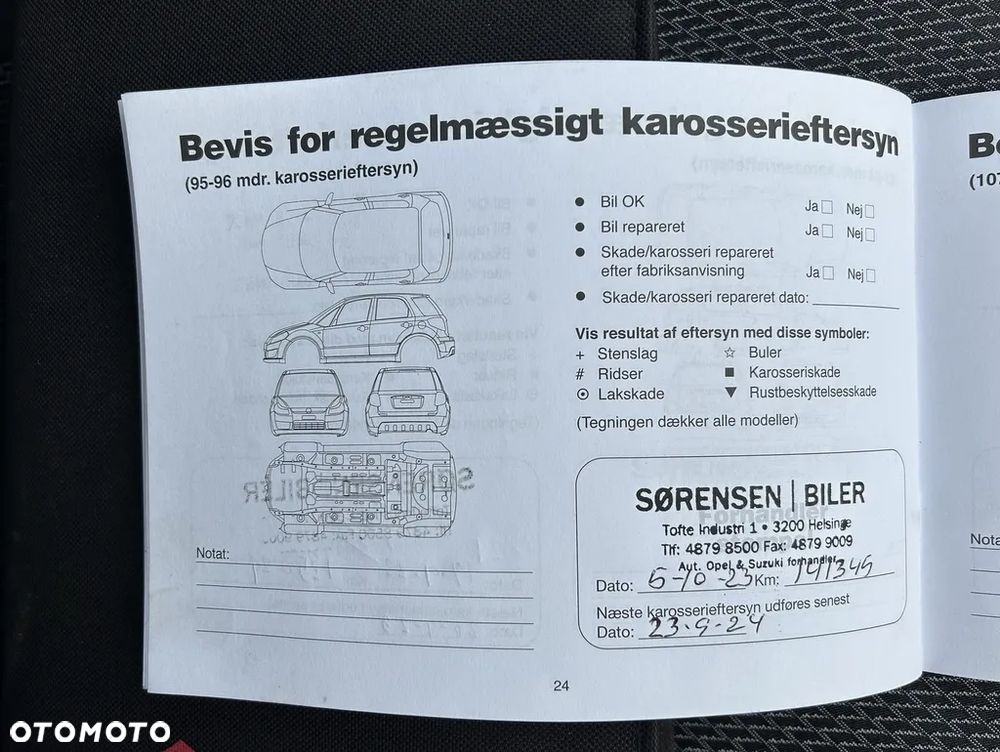 Bevis for regelmæssigt karosserieftersyn
(95-96 mdr. karosserieftersyn)
Bil OK Ja Nej
Bil repareret Ja Nej
Skade/karosseri repareret
efter fabriksanvisning Ja Nej
Skade/karosseri repareret dato:
Vis resultat af eftersyn med disse symboler:
+ Stenslag ☆ Buler
# Ridser ■ Karosseriskade
⊙ Lakskade ▼ Rustbeskyttelsesskade
(Tegningen dækker alle modeller)
SØRENSEN | BILER
Tofte Industri 1 • 3200 Helsinge
Tlf: 4879 8500 Fax: 4879 9009
Aut. Opel & Suzuki forhandler
Dato: 5-10-23 Km: 141345
Næste karosserieftersyn udføres senest
Dato: 23-9-24
Notat:
24
B
(107
Nota
OTOMOTO